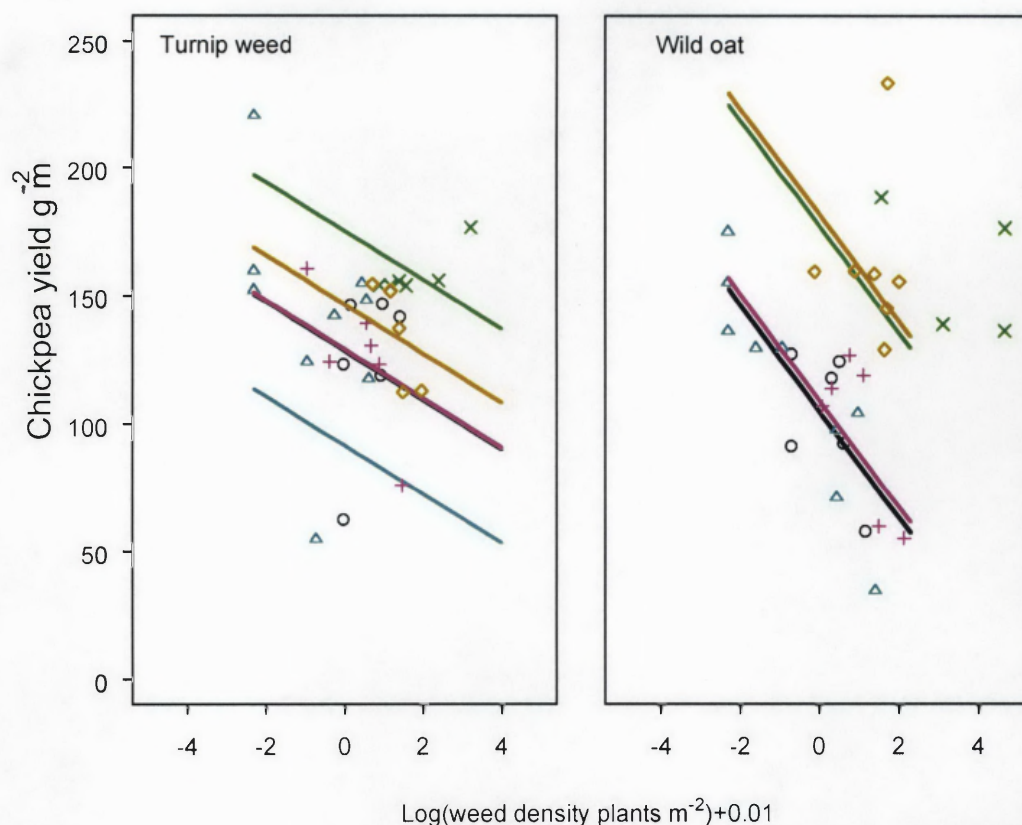 Turnip weed
Wild oat
250
200
150
100
50
0
Chickpea yield g m⁻²
-4 -2 0 2 4
-4 -2 0 2 4
Log(weed density plants m⁻²)+0.01